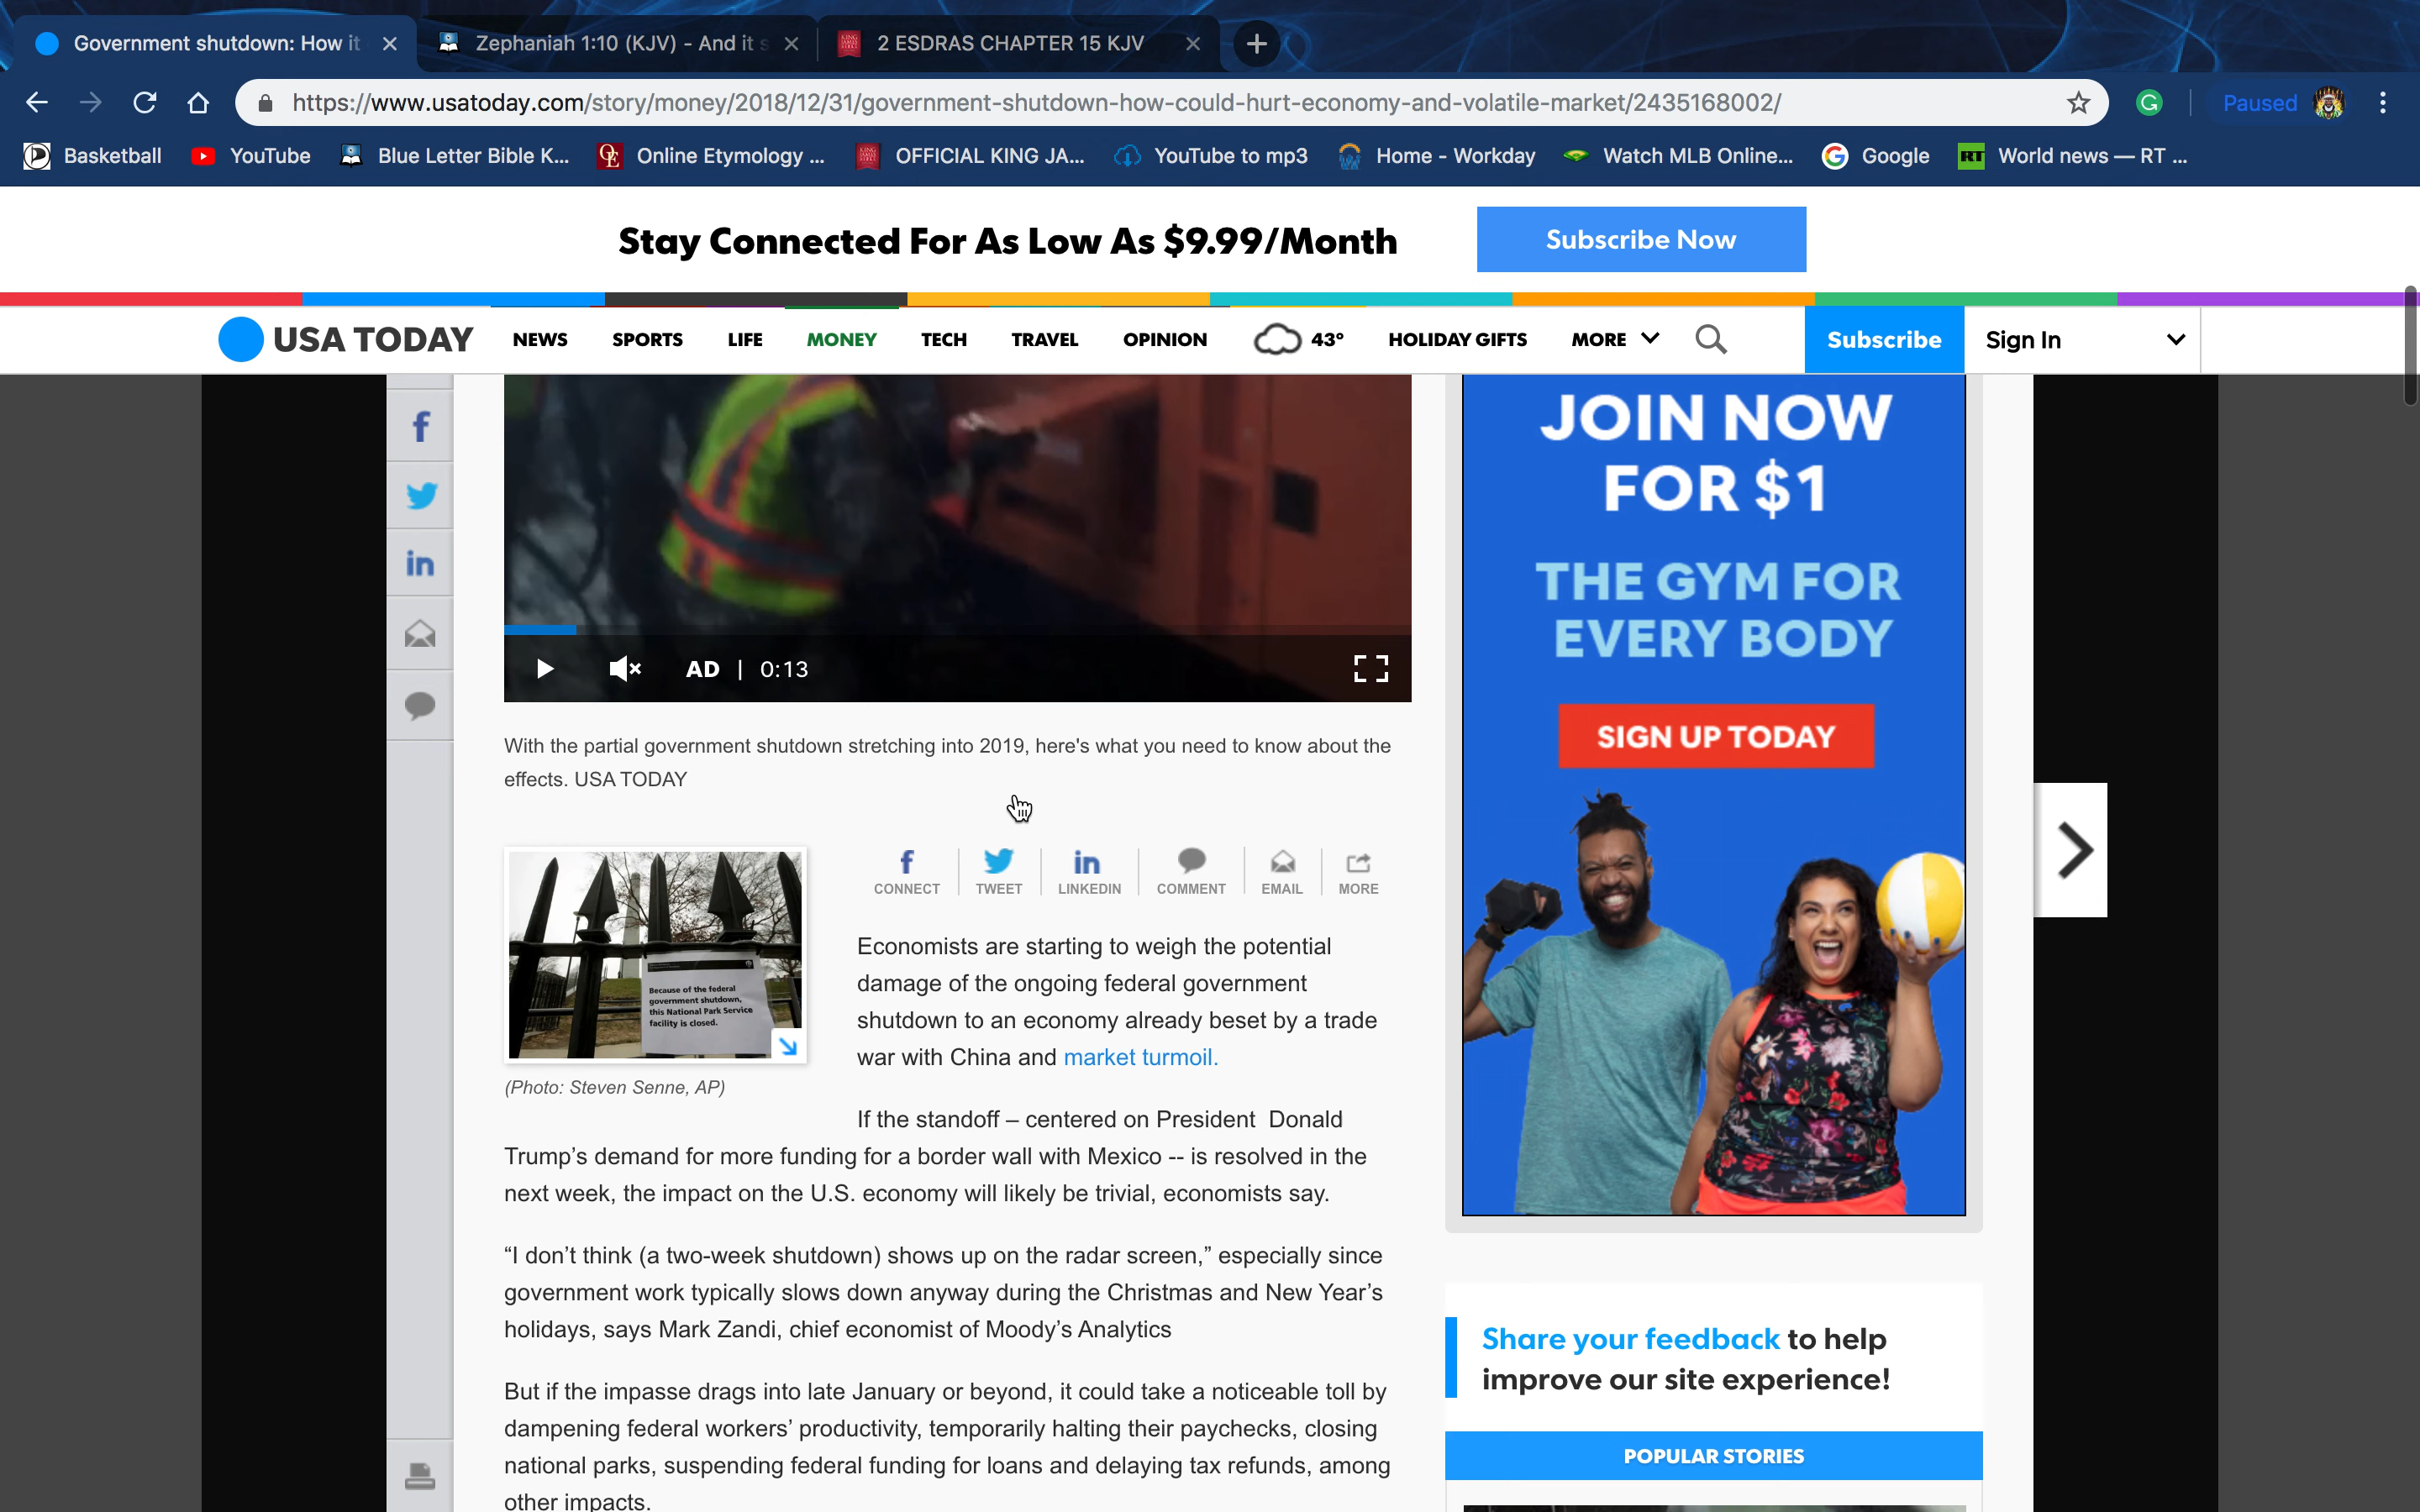 Government shutdown: How it
Zephaniah 1:10 (KJV) - And it s
2 ESDRAS CHAPTER 15 KJV
https://www.usatoday.com/story/money/2018/12/31/government-shutdown-how-could-hurt-economy-and-volatile-market/2435168002/
Paused
Basketball
YouTube
Blue Letter Bible K...
Online Etymology ...
OFFICIAL KING JA...
YouTube to mp3
Home - Workday
Watch MLB Online...
Google
RT
World news — RT ...
Stay Connected For As Low As $9.99/Month
Subscribe Now
USA TODAY
NEWS
SPORTS
LIFE
MONEY
TECH
TRAVEL
OPINION
43°
HOLIDAY GIFTS
MORE
Subscribe
Sign In
AD | 0:13
With the partial government shutdown stretching into 2019, here's what you need to know about the
effects. USA TODAY
CONNECT
TWEET
LINKEDIN
COMMENT
EMAIL
MORE
Because of the federal
government shutdown,
this National Park Service
facility is closed.
(Photo: Steven Senne, AP)
Economists are starting to weigh the potential
damage of the ongoing federal government
shutdown to an economy already beset by a trade
war with China and market turmoil.
If the standoff – centered on President  Donald
Trump’s demand for more funding for a border wall with Mexico -- is resolved in the
next week, the impact on the U.S. economy will likely be trivial, economists say.
“I don’t think (a two-week shutdown) shows up on the radar screen,” especially since
government work typically slows down anyway during the Christmas and New Year’s
holidays, says Mark Zandi, chief economist of Moody’s Analytics
But if the impasse drags into late January or beyond, it could take a noticeable toll by
dampening federal workers’ productivity, temporarily halting their paychecks, closing
national parks, suspending federal funding for loans and delaying tax refunds, among
other impacts.
JOIN NOW
FOR $1
THE GYM FOR
EVERY BODY
SIGN UP TODAY
Share your feedback to help
improve our site experience!
POPULAR STORIES